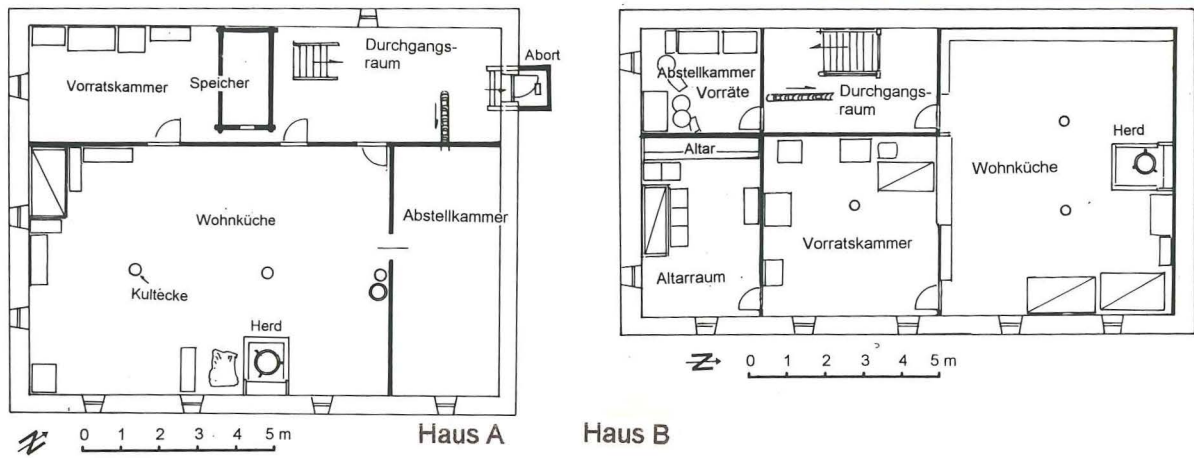 Vorratskammer
Speicher
Durchgangs-
raum
Abort
Wohnküche
Abstellkammer
Kultecke
Herd
N
0 1 2 3 4 5 m
Haus A
Abstellkammer
Vorräte
Durchgangs-
raum
Herd
Altar
Wohnküche
Vorratskammer
Altarraum
N
0 1 2 3 4 5 m
Haus B